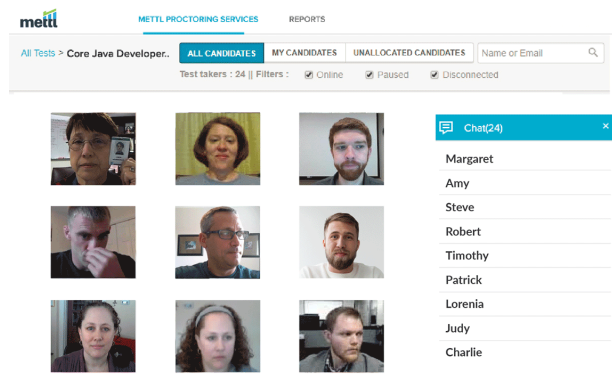 mettl
METTL PROCTORING SERVICES REPORTS
All Tests > Core Java Developer.. ALL CANDIDATES MY CANDIDATES UNALLOCATED CANDIDATES Name or Email
Test takers : 24 || Filters : Online Paused Disconnected
Chat(24) ×
Margaret
Amy
Steve
Robert
Timothy
Patrick
Lorenia
Judy
Charlie